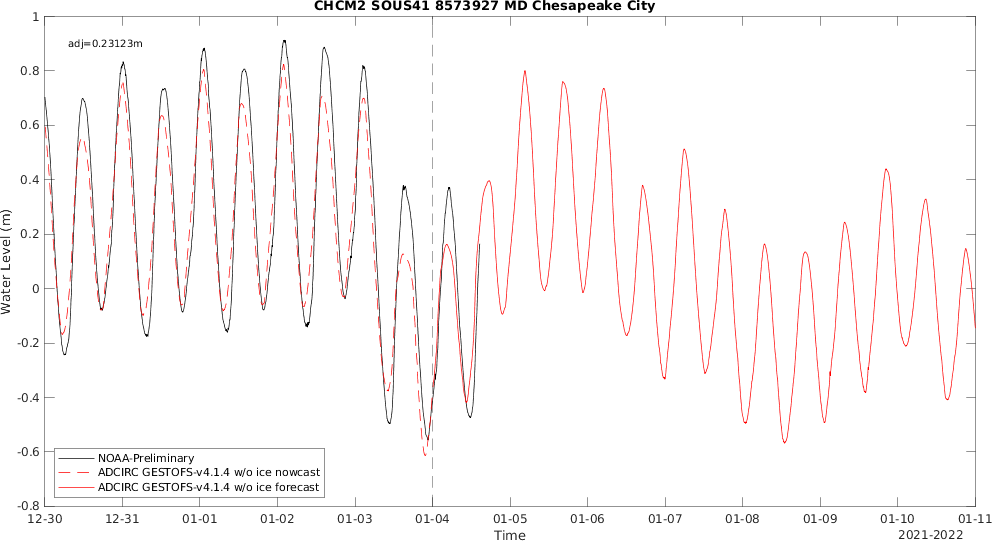 CHCM2 SOUS41 8573927 MD Chesapeake City
adj=0.23123m
Water Level (m)
1
0.8
0.6
0.4
0.2
0
-0.2
-0.4
-0.6
-0.8
NOAA-Preliminary
ADCIRC GESTOFS-v4.1.4 w/o ice nowcast
ADCIRC GESTOFS-v4.1.4 w/o ice forecast
12-30 12-31 01-01 01-02 01-03 01-04 01-05 01-06 01-07 01-08 01-09 01-10 01-11
Time
2021-2022